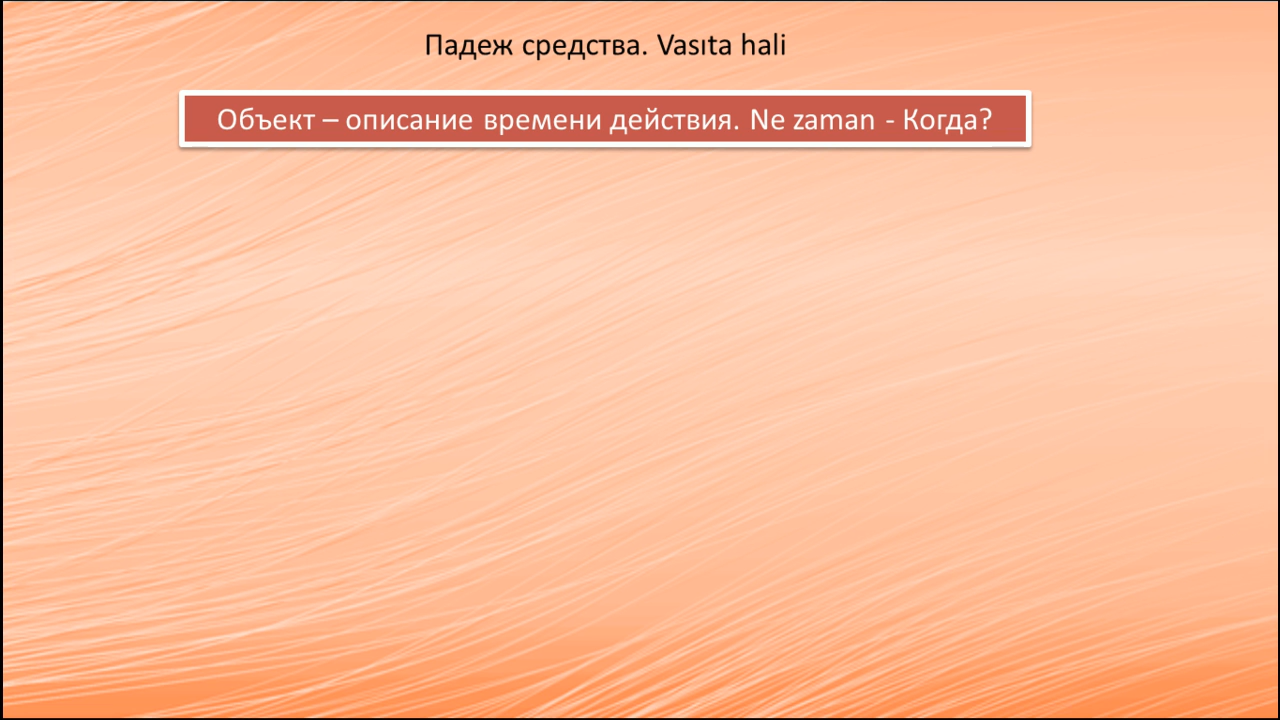 Падеж средства. Vasıta hali
Объект – описание времени действия. Ne zaman - Когда?